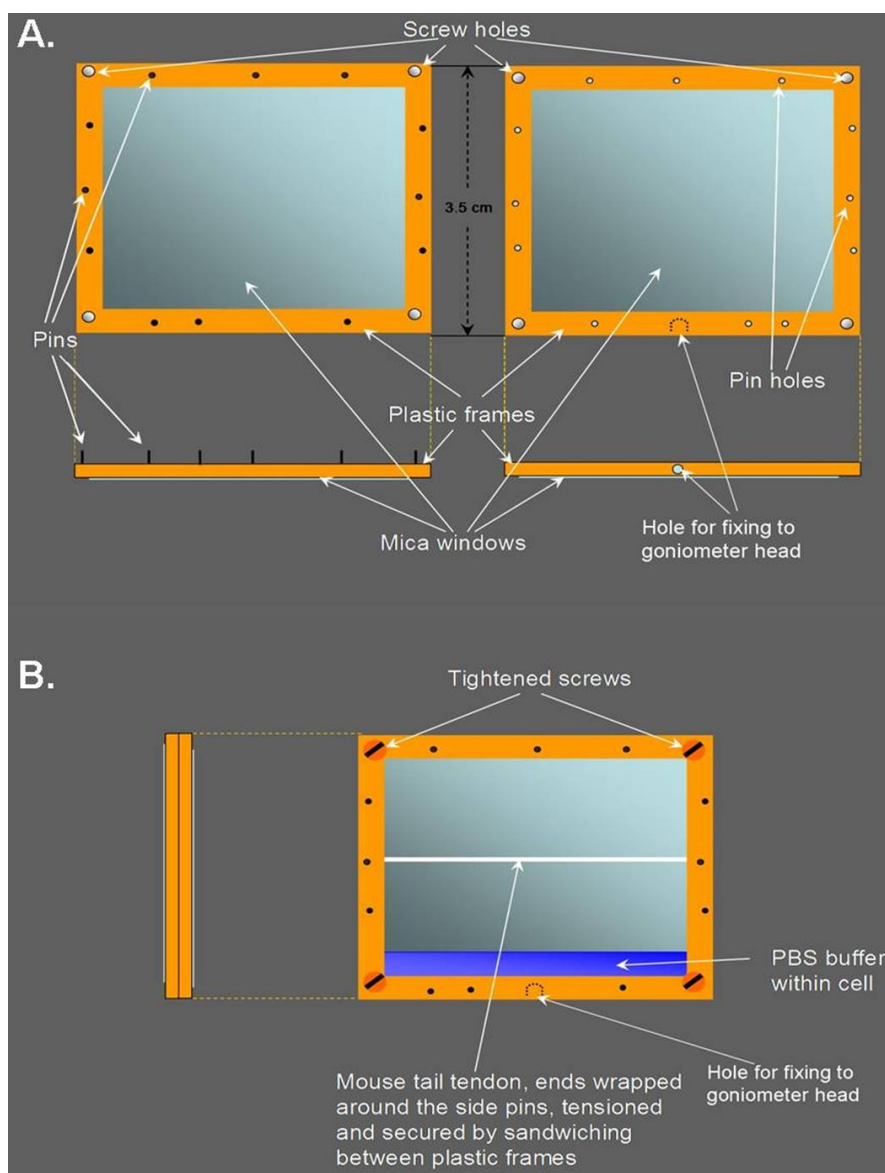 A.
Screw holes
3.5 cm
Pins
Pin holes
Plastic frames
Mica windows
Hole for fixing to
goniometer head
B.
Tightened screws
PBS buffer
within cell
Mouse tail tendon, ends wrapped
around the side pins, tensioned
and secured by sandwiching
between plastic frames
Hole for fixing to
goniometer head